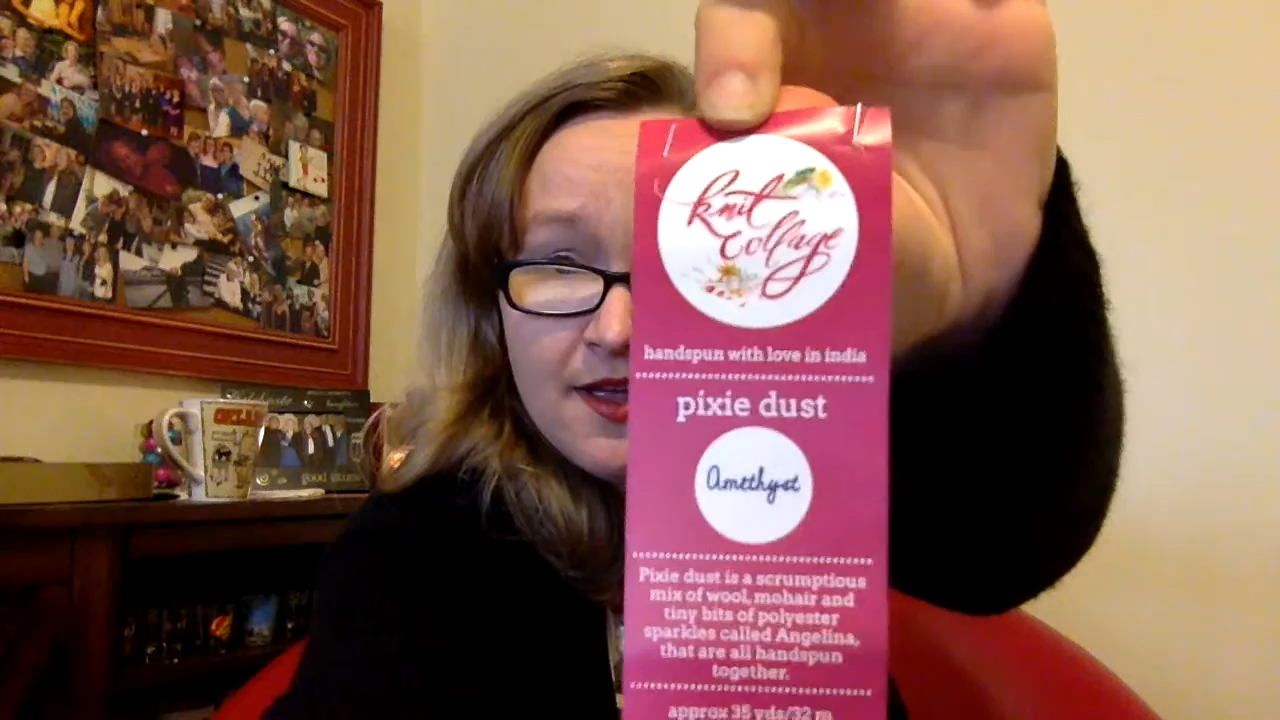 knit
collage
handspun with love in india
pixie dust
Amethyst
Pixie dust is a scrumptious
mix of wool, mohair and
tiny bits of polyester
sparkles called Angelina,
that are all handspun
together.
approx 35 yds/32 m